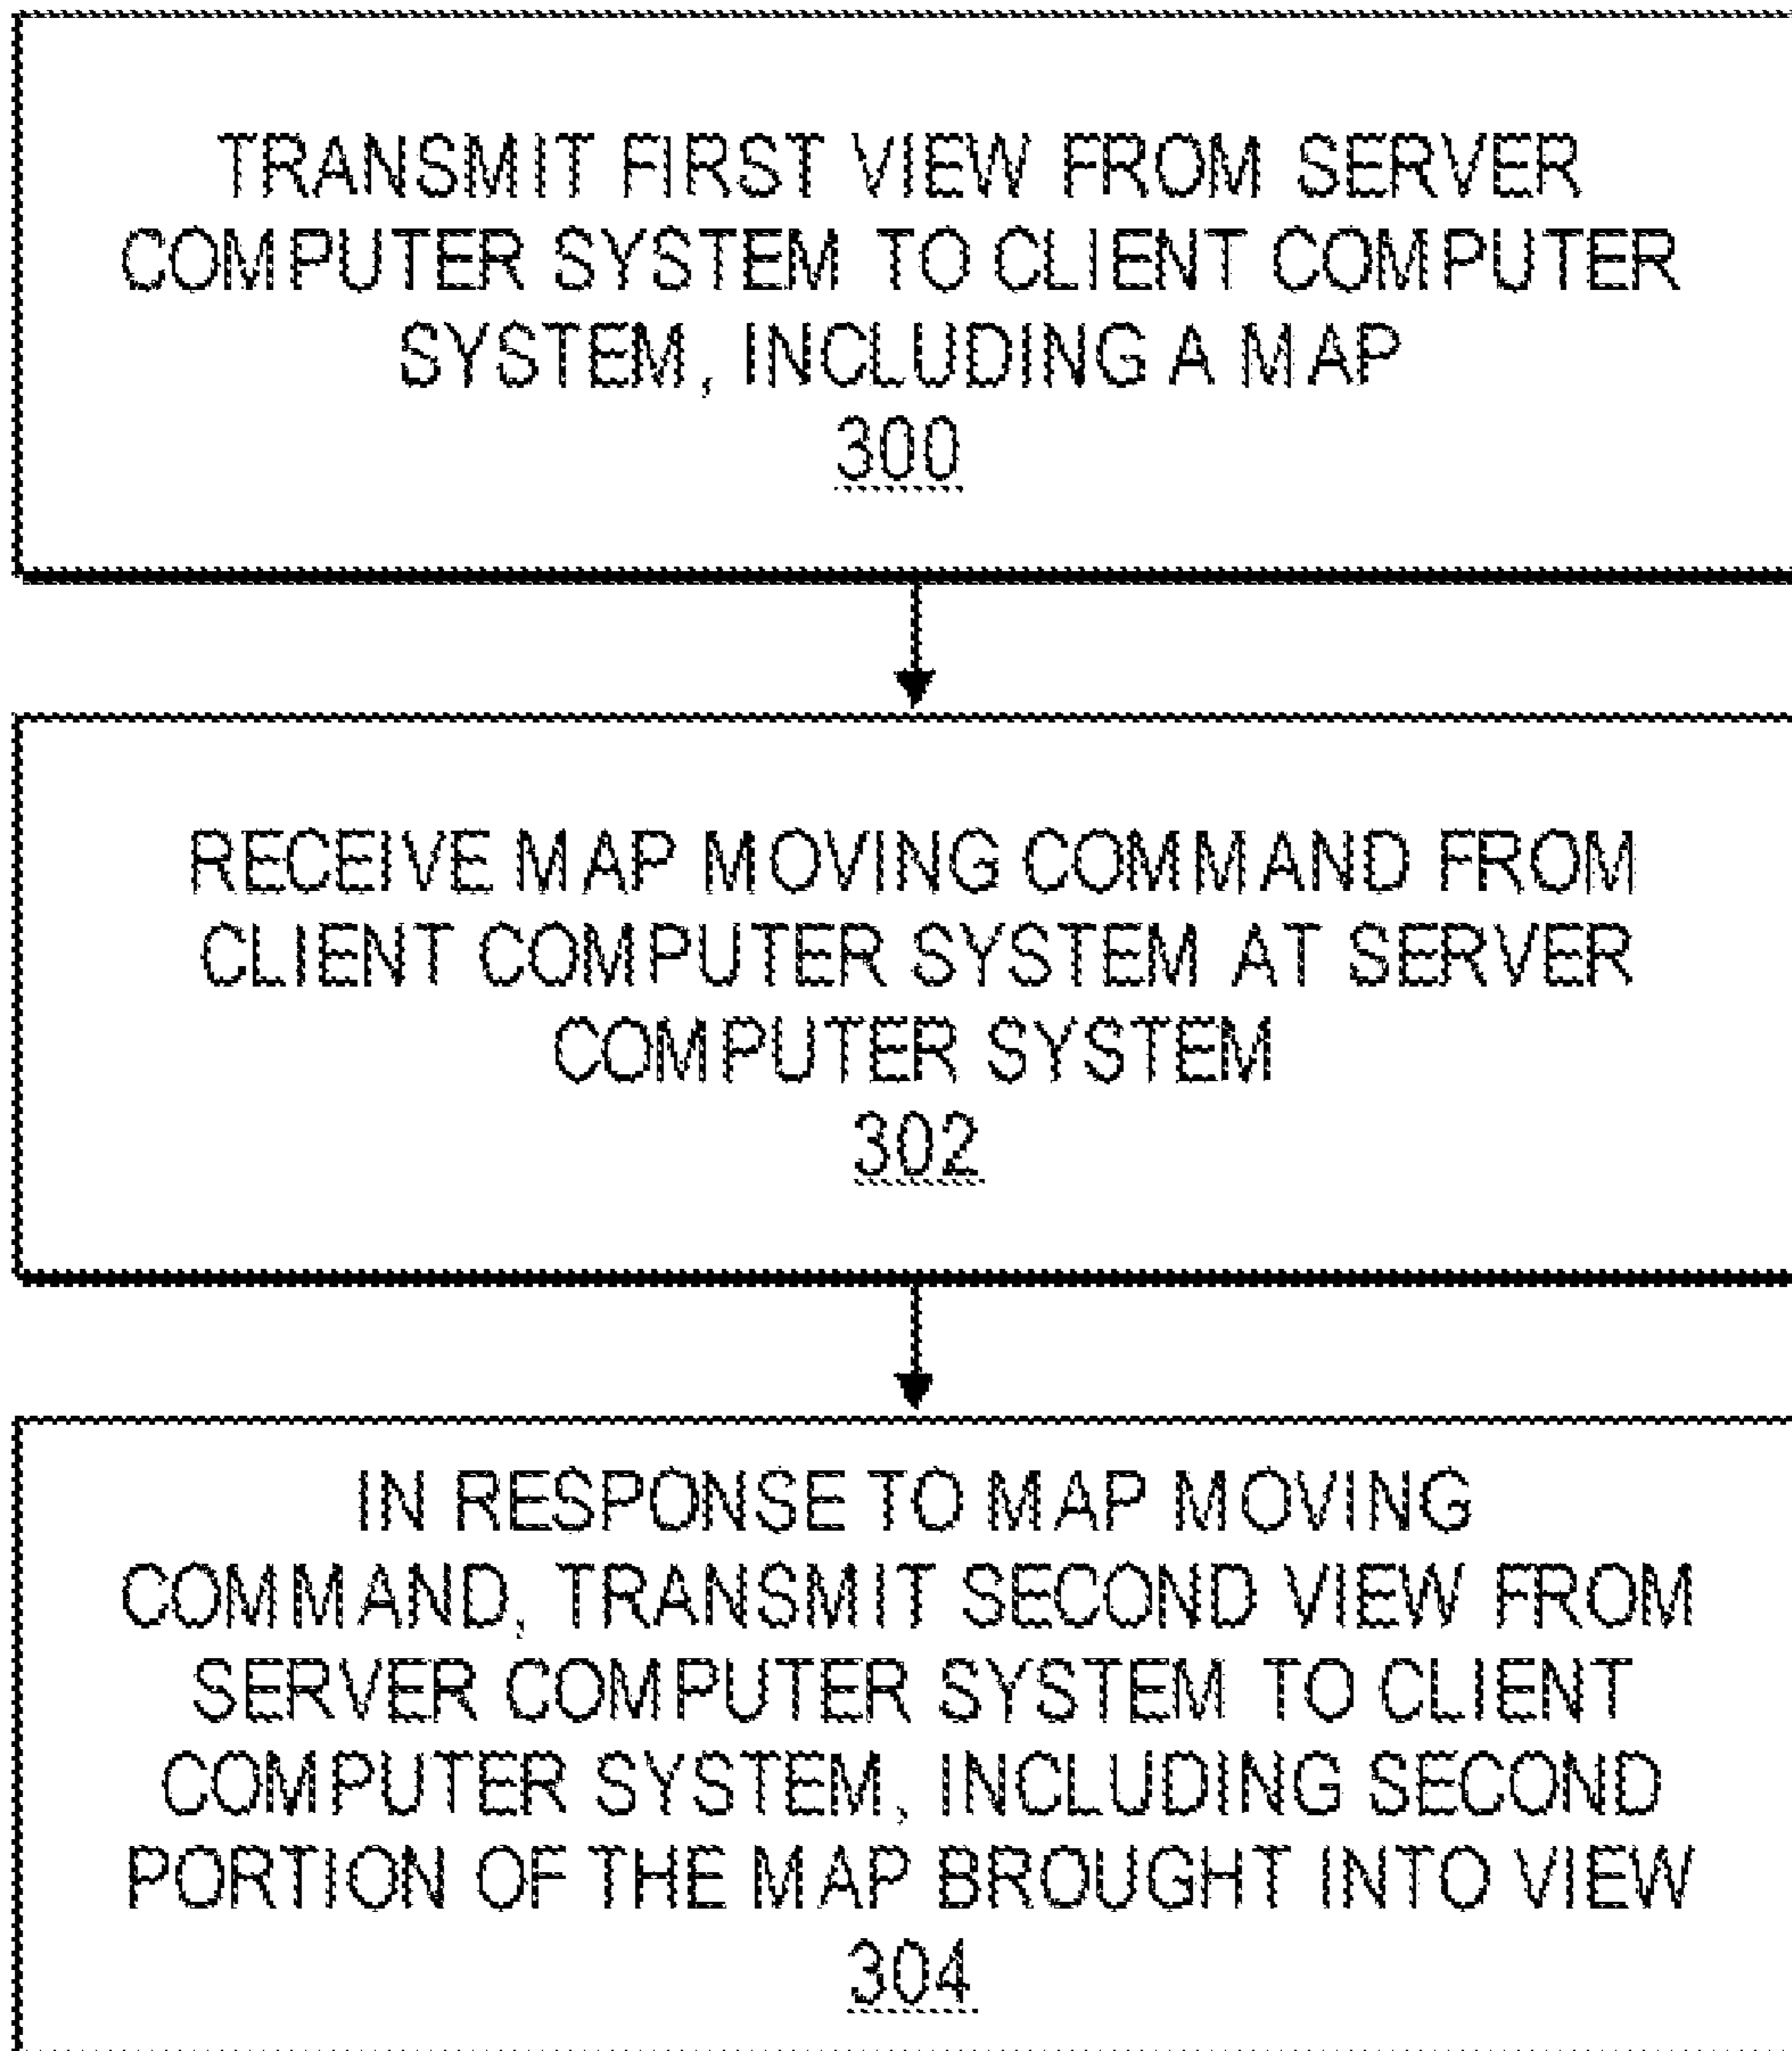 TRANSMIT FIRST VIEW FROM SERVER
COMPUTER SYSTEM TO CLIENT COMPUTER
SYSTEM, INCLUDING A MAP
300
RECEIVE MAP MOVING COMMAND FROM
CLIENT COMPUTER SYSTEM AT SERVER
COMPUTER SYSTEM
302
IN RESPONSE TO MAP MOVING
COMMAND, TRANSMIT SECOND VIEW FROM
SERVER COMPUTER SYSTEM TO CLIENT
COMPUTER SYSTEM, INCLUDING SECOND
PORTION OF THE MAP BROUGHT INTO VIEW
304